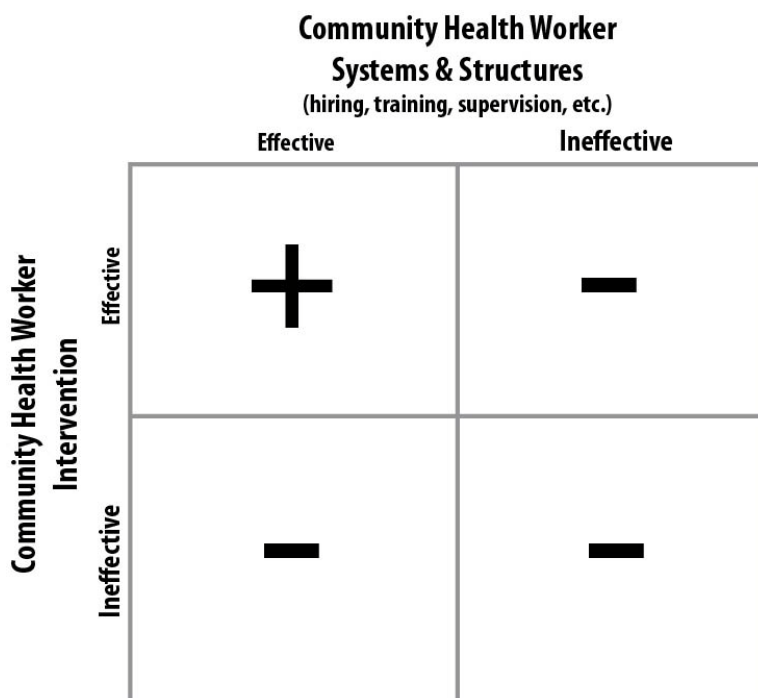 Community Health Worker
Systems & Structures
(hiring, training, supervision, etc.)
Effective
Ineffective
Community Health Worker
Intervention
Effective
+
-
Ineffective
-
-